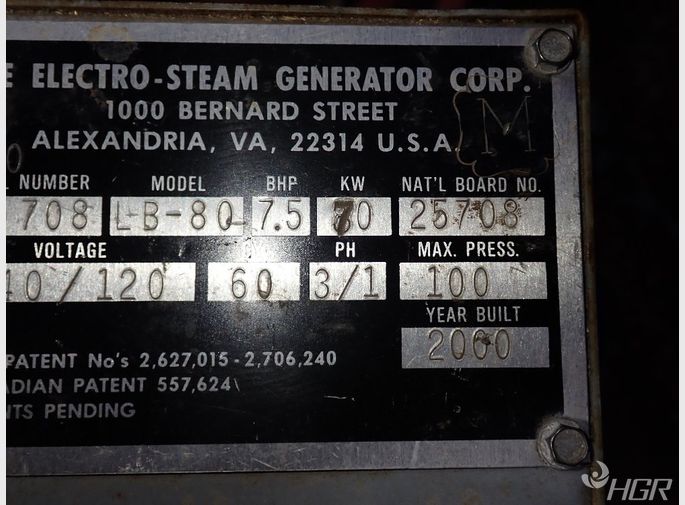 E ELECTRO-STEAM GENERATOR CORP.
1000 BERNARD STREET
ALEXANDRIA, VA, 22314 U.S.A.
M
0
L NUMBER MODEL BHP KW NAT'L BOARD NO.
708 LB-80 7.5 70 25708
VOLTAGE CY PH MAX. PRESS.
40/120 60 3/1 100
YEAR BUILT
2000
PATENT No's 2,627,015 - 2,706,240
ADIAN PATENT 557,624
NTS PENDING
HGR